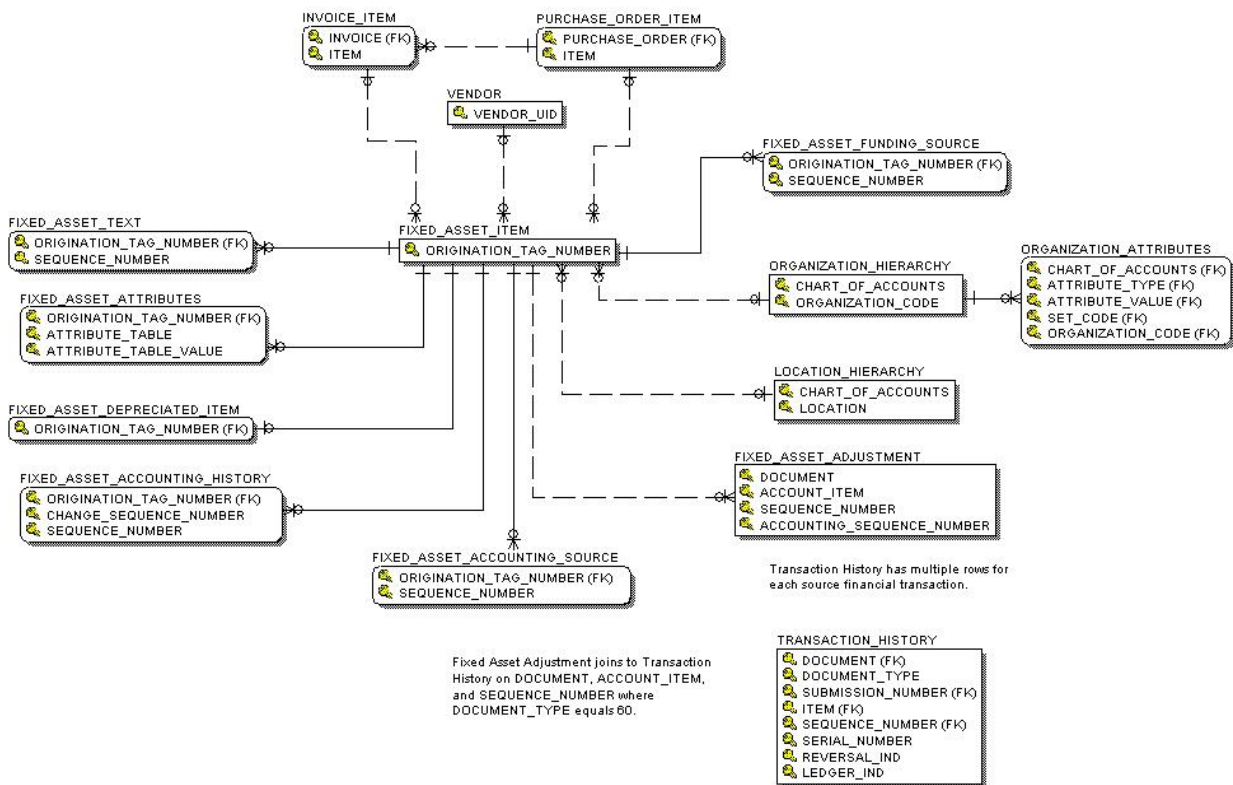 INVOICE_ITEM
INVOICE (FK)
ITEM
PURCHASE_ORDER_ITEM
PURCHASE_ORDER (FK)
ITEM
VENDOR
VENDOR_UID
FIXED_ASSET_FUNDING_SOURCE
ORIGINATION_TAG_NUMBER (FK)
SEQUENCE_NUMBER
FIXED_ASSET_TEXT
ORIGINATION_TAG_NUMBER (FK)
SEQUENCE_NUMBER
FIXED_ASSET_ITEM
ORIGINATION_TAG_NUMBER
ORGANIZATION_HIERARCHY
CHART_OF_ACCOUNTS
ORGANIZATION_CODE
ORGANIZATION_ATTRIBUTES
CHART_OF_ACCOUNTS (FK)
ATTRIBUTE_TYPE (FK)
ATTRIBUTE_VALUE (FK)
SET_CODE (FK)
ORGANIZATION_CODE (FK)
FIXED_ASSET_ATTRIBUTES
ORIGINATION_TAG_NUMBER (FK)
ATTRIBUTE_TABLE
ATTRIBUTE_TABLE_VALUE
LOCATION_HIERARCHY
CHART_OF_ACCOUNTS
LOCATION
FIXED_ASSET_DEPRECIATED_ITEM
ORIGINATION_TAG_NUMBER (FK)
FIXED_ASSET_ADJUSTMENT
DOCUMENT
ACCOUNT_ITEM
SEQUENCE_NUMBER
ACCOUNTING_SEQUENCE_NUMBER
FIXED_ASSET_ACCOUNTING_HISTORY
ORIGINATION_TAG_NUMBER (FK)
CHANGE_SEQUENCE_NUMBER
SEQUENCE_NUMBER
FIXED_ASSET_ACCOUNTING_SOURCE
ORIGINATION_TAG_NUMBER (FK)
SEQUENCE_NUMBER
Transaction History has multiple rows for
each source financial transaction.
Fixed Asset Adjustment joins to Transaction
History on DOCUMENT, ACCOUNT_ITEM,
and SEQUENCE_NUMBER where
DOCUMENT_TYPE equals 60.
TRANSACTION_HISTORY
DOCUMENT (FK)
DOCUMENT_TYPE
SUBMISSION_NUMBER (FK)
ITEM (FK)
SEQUENCE_NUMBER (FK)
SERIAL_NUMBER
REVERSAL_IND
LEDGER_IND